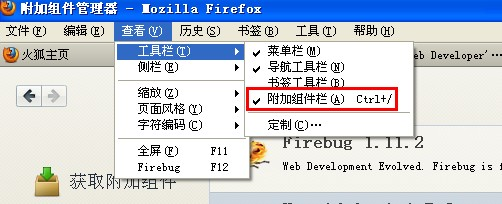 附加组件管理器 - Mozilla Firefox
文件(F) 编辑(E) 查看(V) 历史(S) 书签(B) 工具(T) 帮助(H)
火狐主页
工具栏(T)
侧栏(E)
缩放(Z)
页面风格(Y)
字符编码(C)
全屏(F) F11
Firebug F12
菜单栏(M)
导航工具栏(N)
书签工具栏(B)
附加组件栏(A) Ctrl+/
定制(C)…
eb Developer'…
获取附加组件
Firebug 1.11.2
Web Development Evolved. Firebug is f